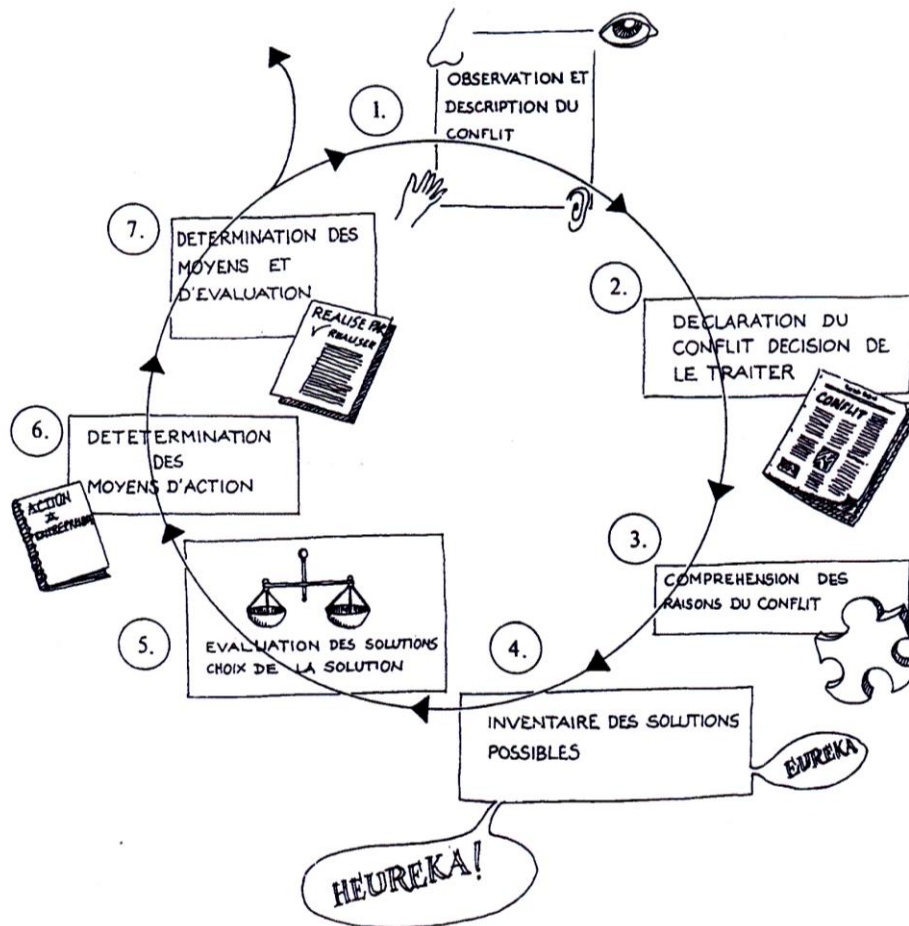 1.
OBSERVATION ET
DESCRIPTION DU
CONFLIT
2.
DECLARATION DU
CONFLIT DECISION DE
LE TRAITER
CONFLIT
3.
COMPREHENSION DES
RAISONS DU CONFLIT
4.
INVENTAIRE DES SOLUTIONS
POSSIBLES
EUREKA
HEUREKA!
5.
EVALUATION DES SOLUTIONS
CHOIX DE LA SOLUTION
6.
DETETERMINATION
DES
MOYENS D'ACTION
ACTION
A
ENTREPRENDRE
7.
DETERMINATION DES
MOYENS ET
D'EVALUATION
REALISE PAR
REALISER